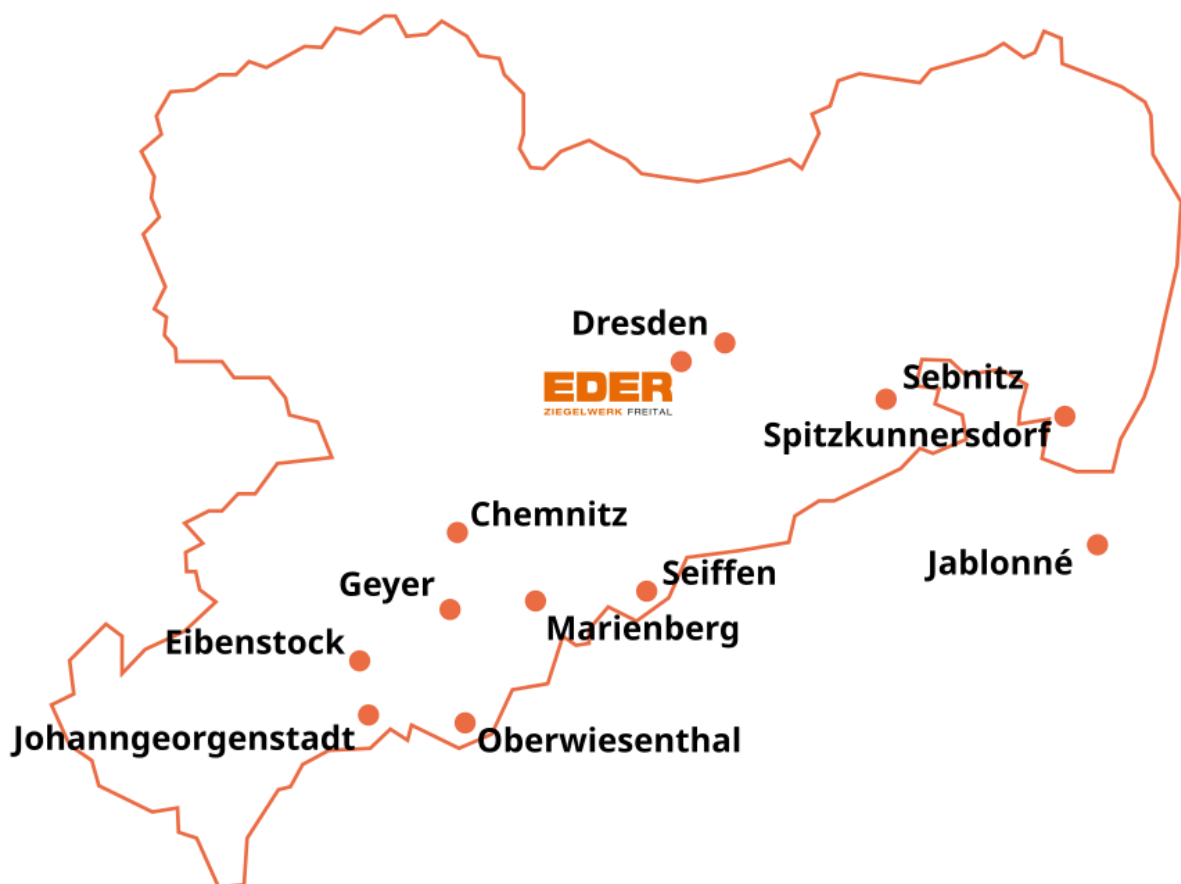 Dresden
EDER
ZIEGELWERK FREITAL
Sebnitz
Spitzkunnersdorf
Chemnitz
Jablonné
Geyer
Seiffen
Marienberg
Eibenstock
Johanngeorgenstadt
Oberwiesenthal